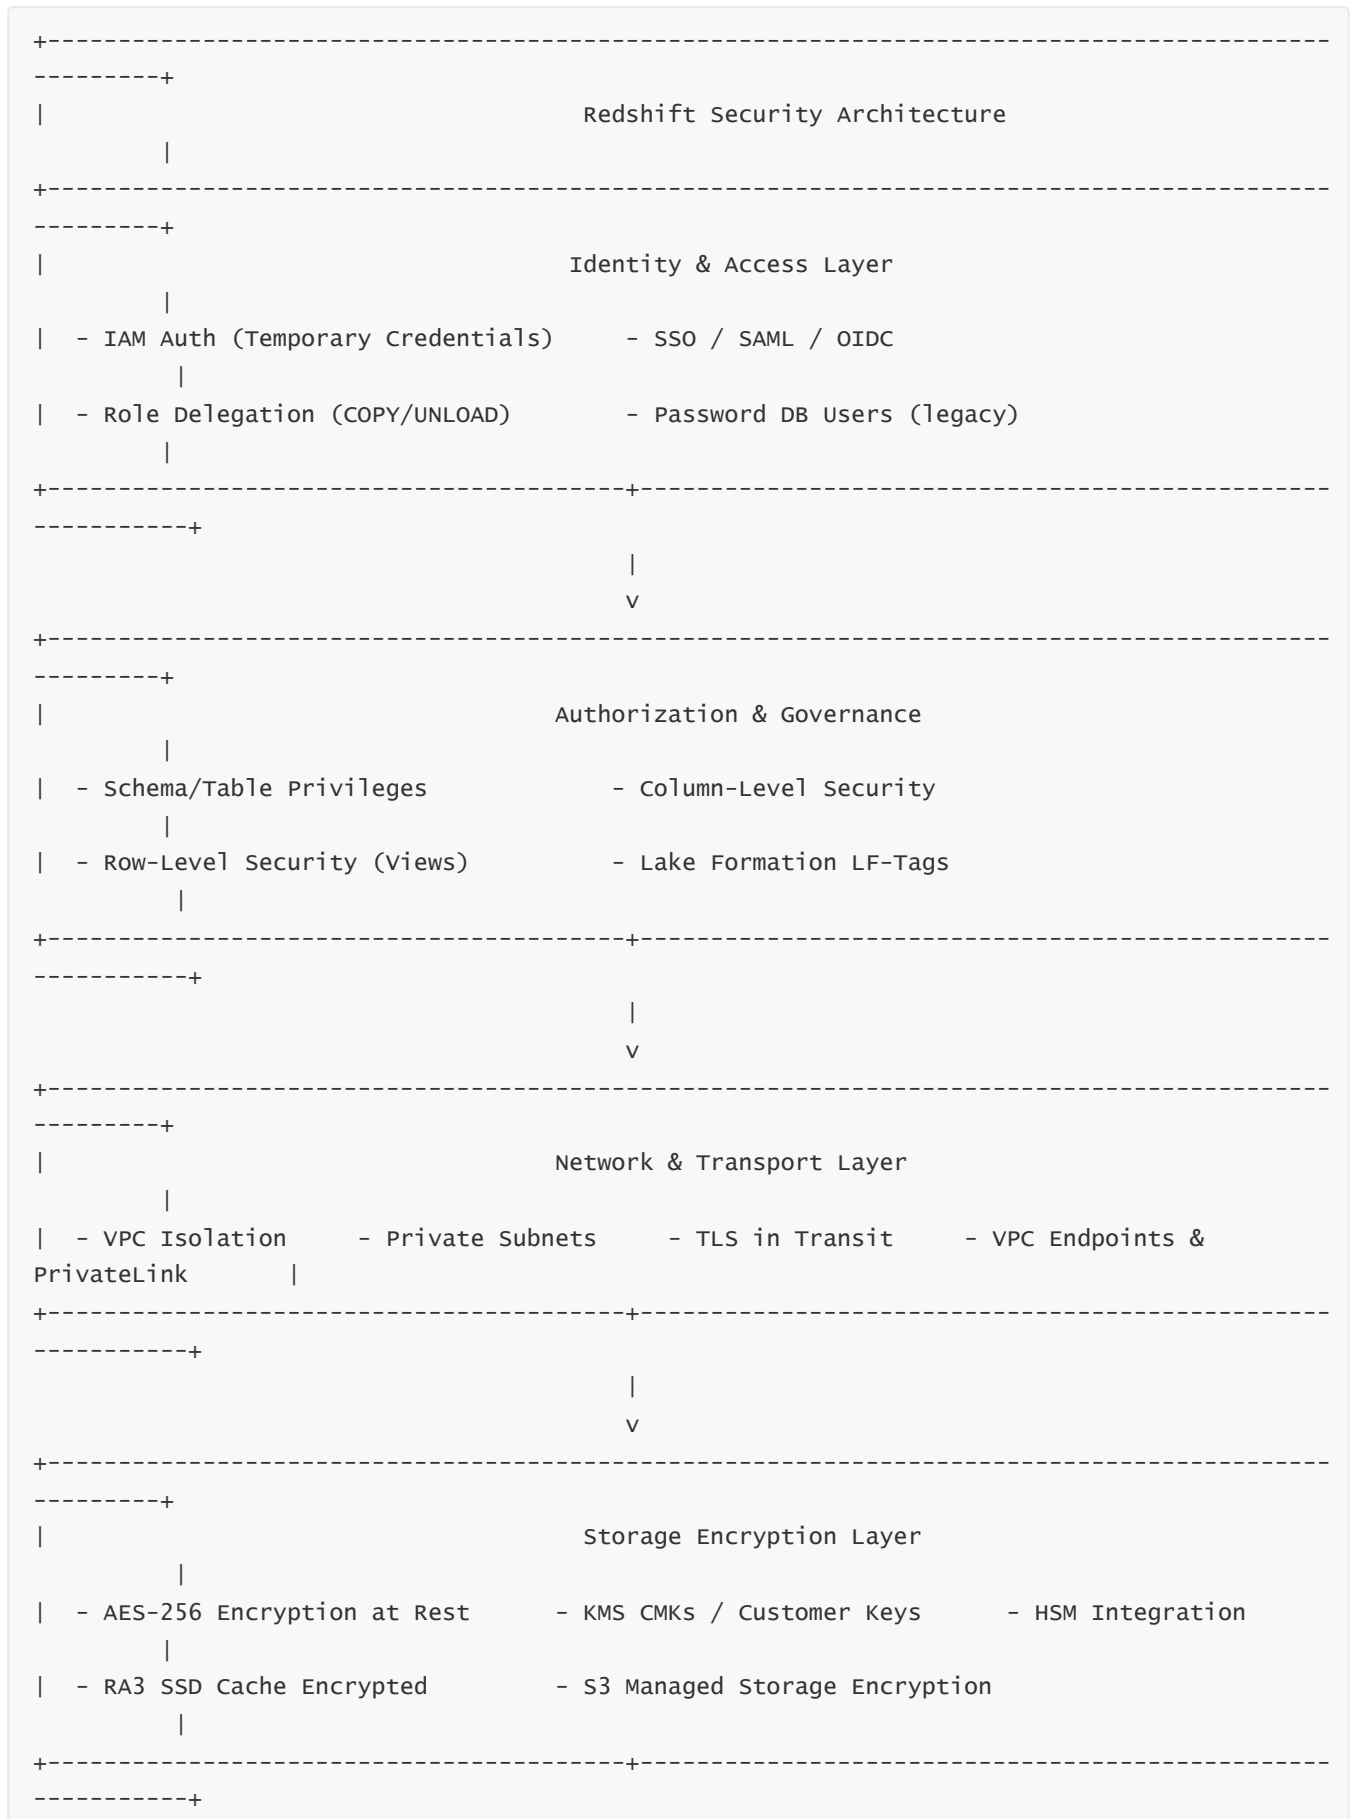 +-------------------------------------------------------------------------------------------
---------+
|                                      Redshift Security Architecture
         |
+-------------------------------------------------------------------------------------------
---------+
|                                     Identity & Access Layer
         |
|  - IAM Auth (Temporary Credentials)     - SSO / SAML / OIDC
          |
|  - Role Delegation (COPY/UNLOAD)        - Password DB Users (legacy)
         |
+-----------------------------------------+-------------------------------------------------
-----------+
                                          |
                                          v
+-------------------------------------------------------------------------------------------
---------+
|                                    Authorization & Governance
         |
|  - Schema/Table Privileges             - Column-Level Security
         |
|  - Row-Level Security (Views)          - Lake Formation LF-Tags
          |
+-----------------------------------------+-------------------------------------------------
-----------+
                                          |
                                          v
+-------------------------------------------------------------------------------------------
---------+
|                                    Network & Transport Layer
         |
|  - VPC Isolation     - Private Subnets     - TLS in Transit     - VPC Endpoints &
PrivateLink       |
+-----------------------------------------+-------------------------------------------------
-----------+
                                          |
                                          v
+-------------------------------------------------------------------------------------------
---------+
|                                      Storage Encryption Layer
          |
|  - AES-256 Encryption at Rest      - KMS CMKs / Customer Keys      - HSM Integration
         |
|  - RA3 SSD Cache Encrypted         - S3 Managed Storage Encryption
          |
+-----------------------------------------+-------------------------------------------------
-----------+